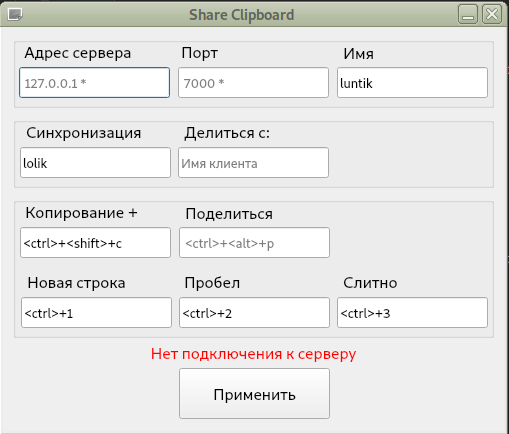 Share Clipboard
Адрес сервера Порт Имя
127.0.0.1 * 7000 * luntik
Синхронизация Делиться с:
lolik Имя клиента
Копирование + Поделиться
<ctrl>+<shift>+c <ctrl>+<alt>+p
Новая строка Пробел Слитно
<ctrl>+1 <ctrl>+2 <ctrl>+3
Нет подключения к серверу
Применить